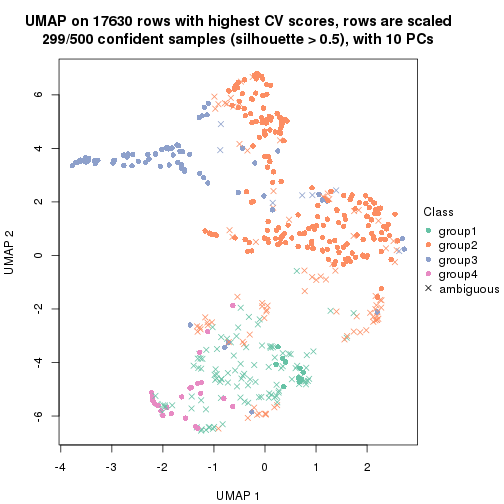 UMAP on 17630 rows with highest CV scores, rows are scaled
299/500 confident samples (silhouette > 0.5), with 10 PCs
6
4
2
0
-2
-4
-6
UMAP 2
-4
-3
-2
-1
0
1
2
UMAP 1
Class
group1
group2
group3
group4
ambiguous